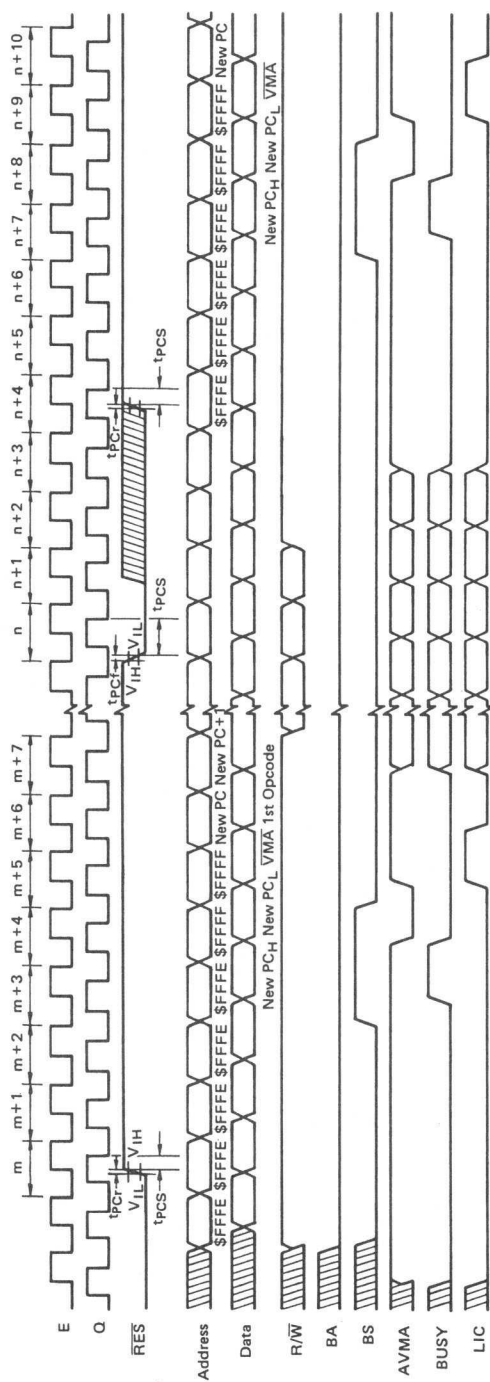 m m+1 m+2 m+3 m+4 m+5 m+6 m+7 n n+1 n+2 n+3 n+4 n+5 n+6 n+7 n+8 n+9 n+10
E
Q
tPCr VIH tPCf tPCr
R̅E̅S̅ VIL VIH VIL
tPCS tPCS tPCS
Address
$FFFE $FFFE $FFFE $FFFE $FFFE $FFFF $FFFF New PC New PC+1 $FFFE $FFFE $FFFE $FFFE $FFFF $FFFF New PC
Data
New PCH New PCL V̅M̅A̅ 1st Opcode New PCH New PCL V̅M̅A̅
R/W̅
BA
BS
AVMA
BUSY
LIC